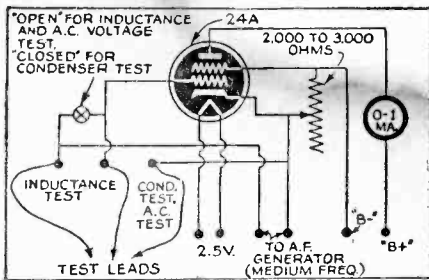 "OPEN" FOR INDUCTANCE
AND A.C. VOLTAGE
TEST,
"CLOSED" FOR
CONDENSER TEST
24A
2,000 TO 3,000
OHMS
0-1
MA.
INDUCTANCE
TEST
COND.
TEST,
A.C.
TEST
TEST LEADS
2.5V.
TO A.F.
GENERATOR
(MEDIUM FREQ.)
"B-"
"B+"